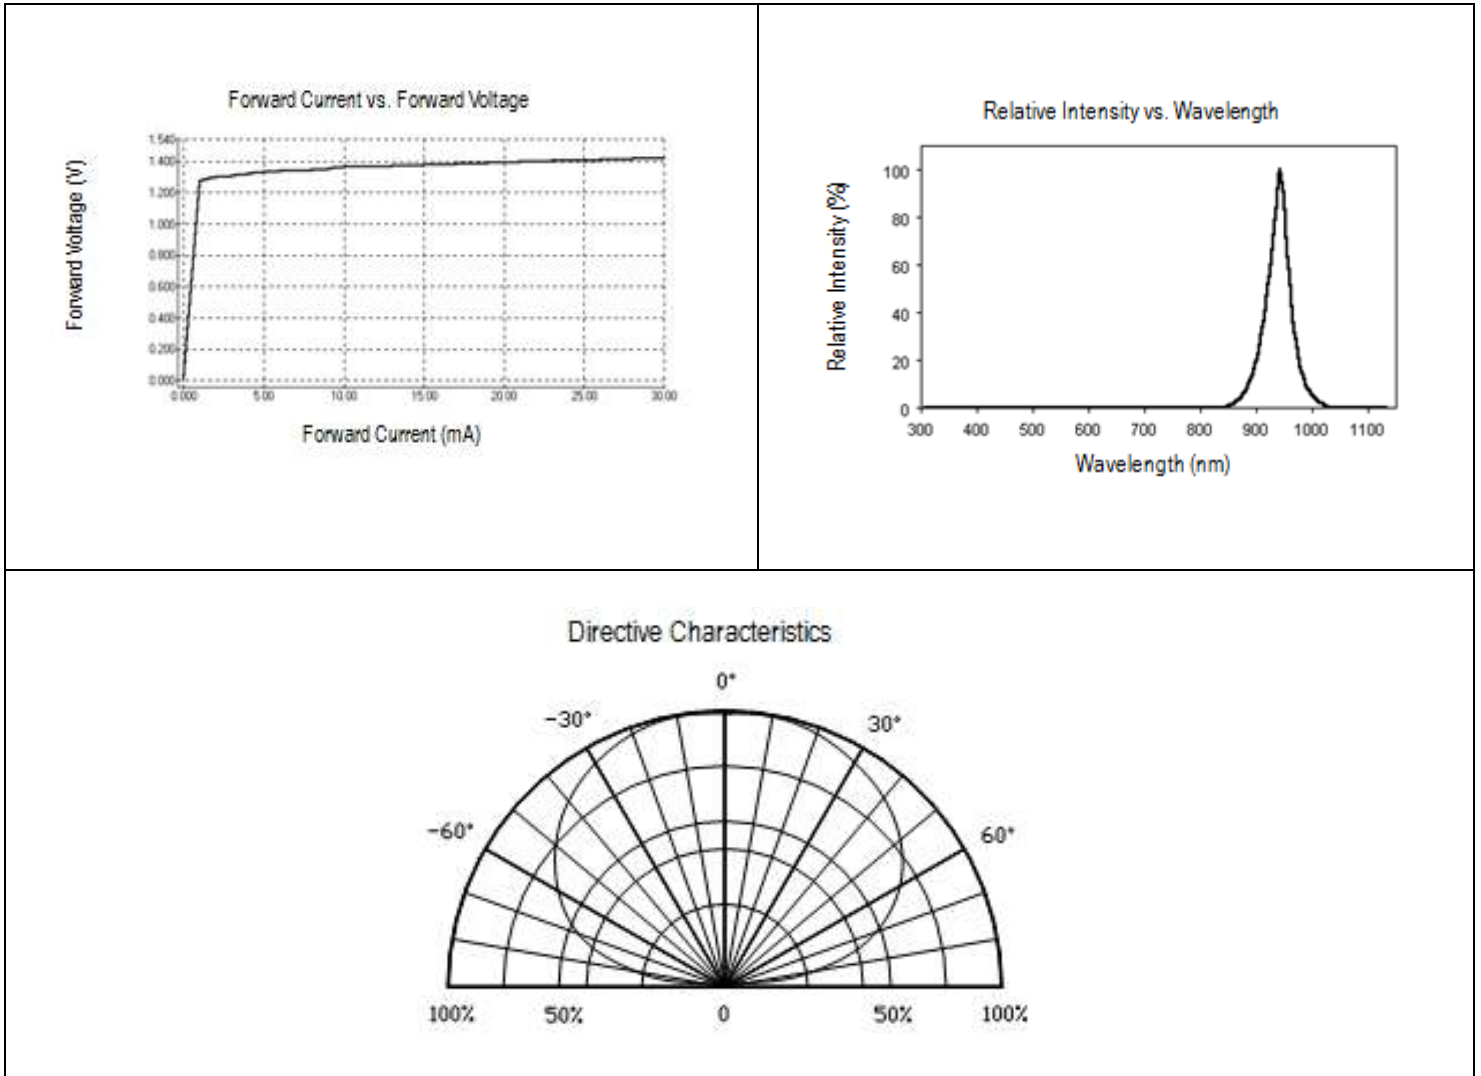 Forward Current vs. Forward Voltage
Forward Voltage (V)
1.540
1.400
1.200
1.000
0.800
0.600
0.400
0.200
0.000
0.000 5.00 10.00 15.00 20.00 25.00 30.00
Forward Current (mA)
Relative Intensity vs. Wavelength
Relative Intensity (%)
100
80
60
40
20
0
300 400 500 600 700 800 900 1000 1100
Wavelength (nm)
Directive Characteristics
0°
-30° 30°
-60° 60°
100% 50% 0 50% 100%